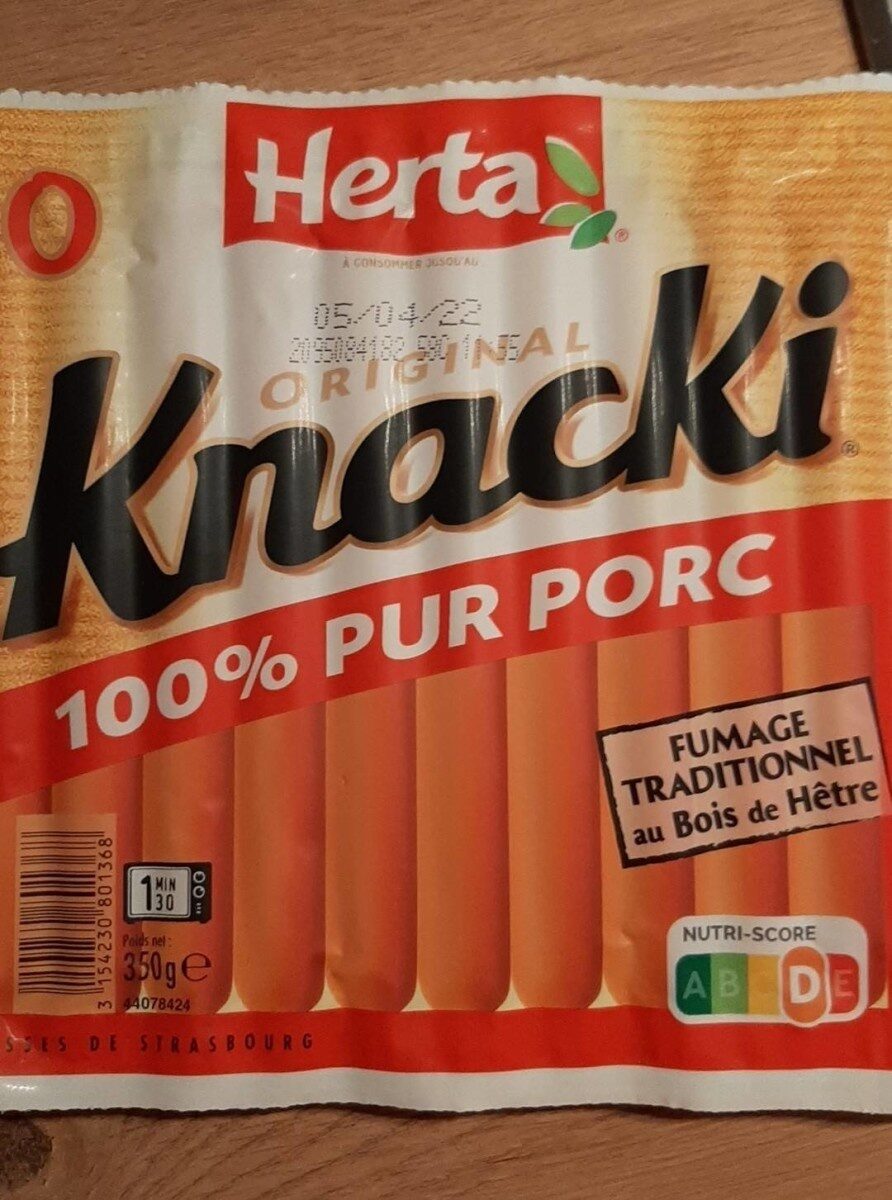 Herta
®
À CONSOMMER JUSQU'AU
05/04/22
ORIGINAL
Knacki
®
100% PUR PORC
FUMAGE
TRADITIONNEL
au Bois de Hêtre
1 MIN
30
Poids net :
350g e
44078424
3 154230 801368
NUTRI-SCORE
A B C D E
DE STRASBOURG